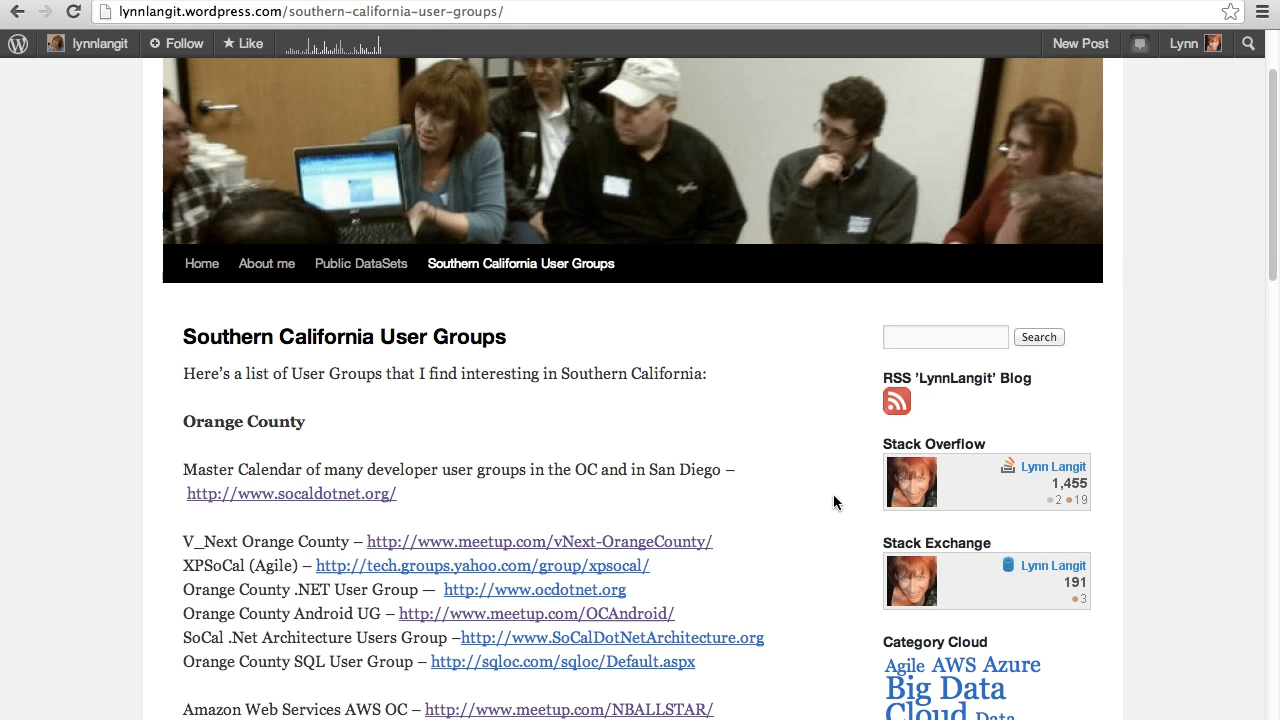 lynnlangit.wordpress.com/southern-california-user-groups/
lynnlangit Follow Like New Post Lynn
Home About me Public DataSets Southern California User Groups
Southern California User Groups
Search
Here's a list of User Groups that I find interesting in Southern California:
RSS 'LynnLangit' Blog
Orange County
Stack Overflow
Master Calendar of many developer user groups in the OC and in San Diego –
http://www.socaldotnet.org/
Lynn Langit
1,455
2 19
V_Next Orange County – http://www.meetup.com/vNext-OrangeCounty/
XPSoCal (Agile) – http://tech.groups.yahoo.com/group/xpsocal/
Orange County .NET User Group — http://www.ocdotnet.org
Orange County Android UG – http://www.meetup.com/OCAndroid/
SoCal .Net Architecture Users Group –http://www.SoCalDotNetArchitecture.org
Orange County SQL User Group – http://sqloc.com/sqloc/Default.aspx
Stack Exchange
Lynn Langit
191
3
Category Cloud
Agile AWS Azure
Big Data
Cloud Data
Amazon Web Services AWS OC – http://www.meetup.com/NBALLSTAR/